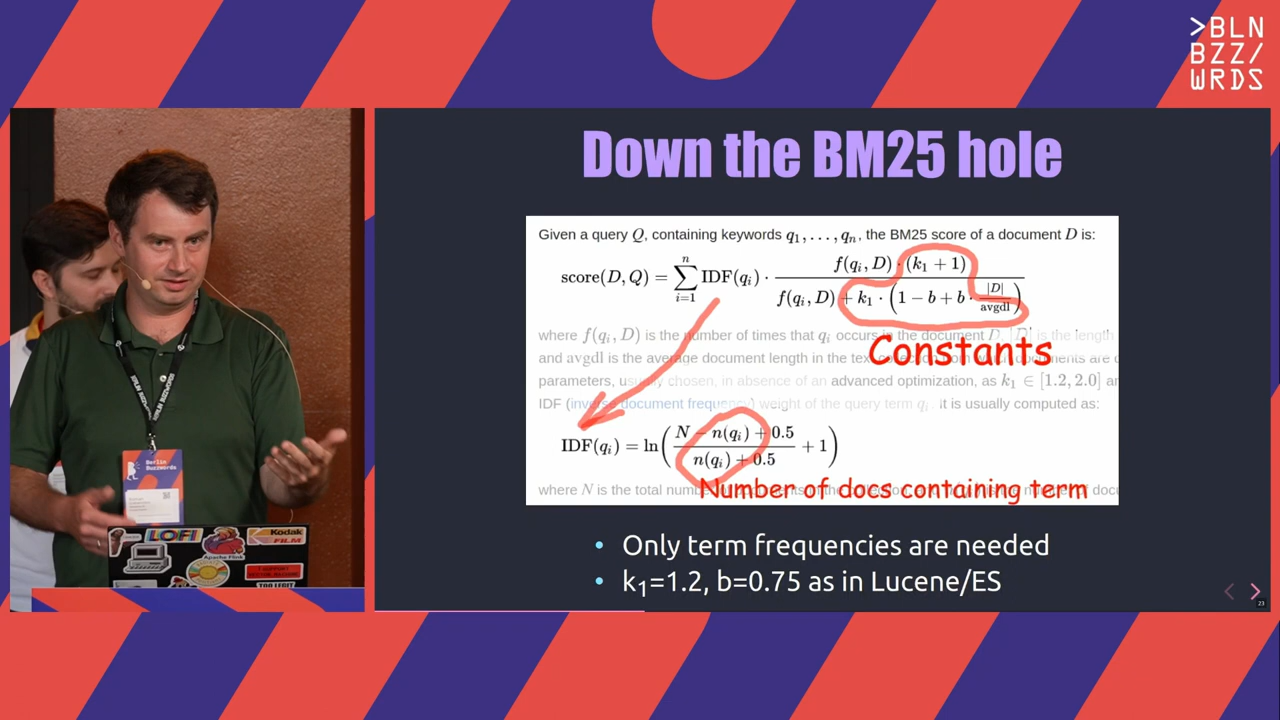 >BLN
BZZ/
WRDS
Down the BM25 hole
Given a query Q, containing keywords q₁, . . . , qₙ, the BM25 score of a document D is:
score(D, Q) = ∑ᵢ₌₁ⁿ IDF(qᵢ) · f(qᵢ, D) · (k₁ + 1) / f(qᵢ, D) + k₁ · (1 − b + b · |D| / avgdl)
where f(qᵢ, D) is the number of times that qᵢ occurs in the document D, |D| is the length
Constants
and avgdl is the average document length in the text
parameters, usually chosen, in absence of an advanced optimization, as k₁ ∈ [1.2, 2.0]
IDF (inverse document frequency) weight of the query term qᵢ. It is usually computed as:
IDF(qᵢ) = ln(N − n(qᵢ) + 0.5 / n(qᵢ) + 0.5 + 1)
where N is the total
Number of docs containing term
• Only term frequencies are needed
• k₁=1.2, b=0.75 as in Lucene/ES
23
Berlin
Buzzwords
LOFI
Apache Flink
Kodak
FILM
TOO LEGIT